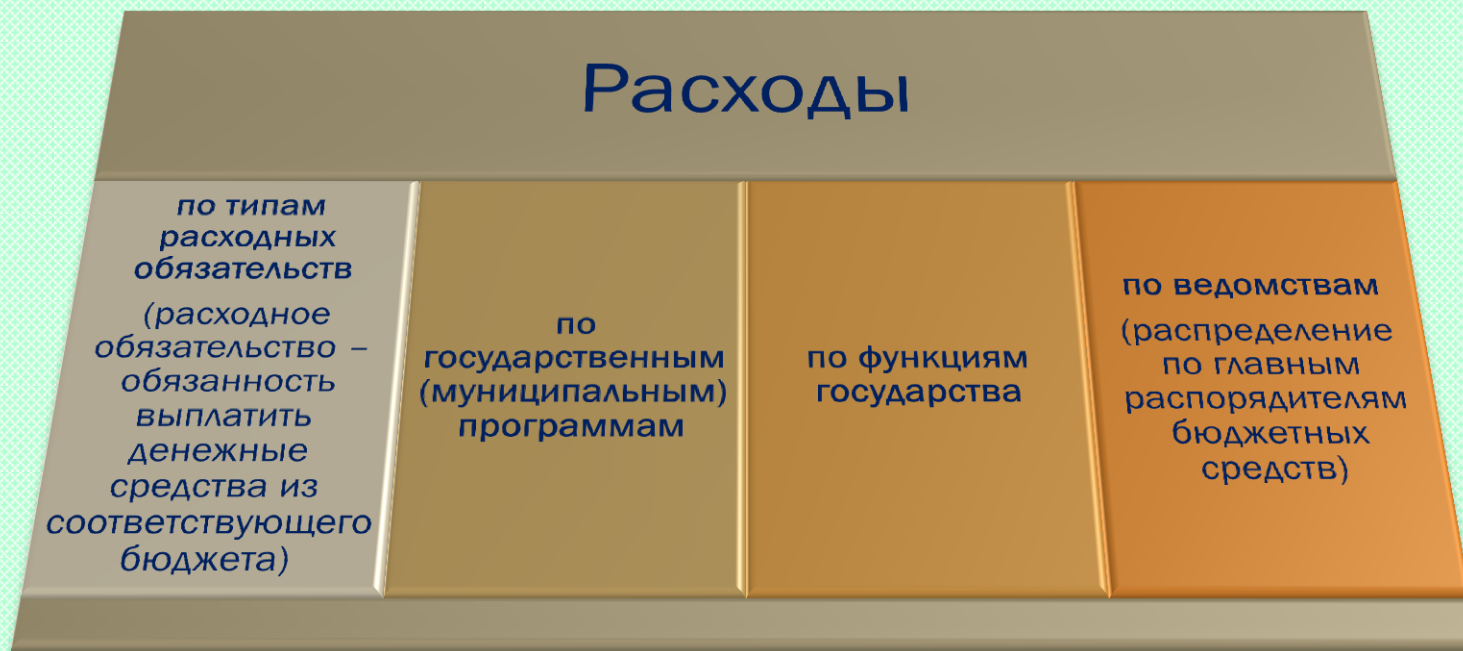 Расходы
по типам
расходных
обязательств
(расходное
обязательство –
обязанность
выплатить
денежные
средства из
соответствующего
бюджета)
по
государственным
(муниципальным)
программам
по функциям
государства
по ведомствам
(распределение
по главным
распорядителям
бюджетных
средств)